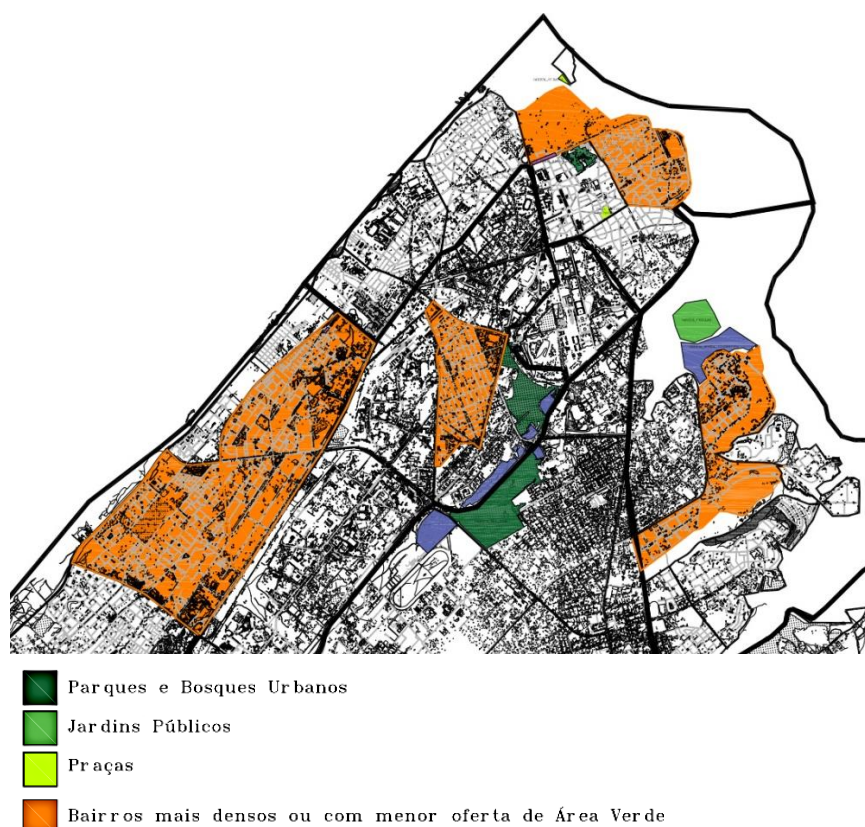 Parques e Bosques Urbanos
Jardins Públicos
Praças
Bairros mais densos ou com menor oferta de Área Verde